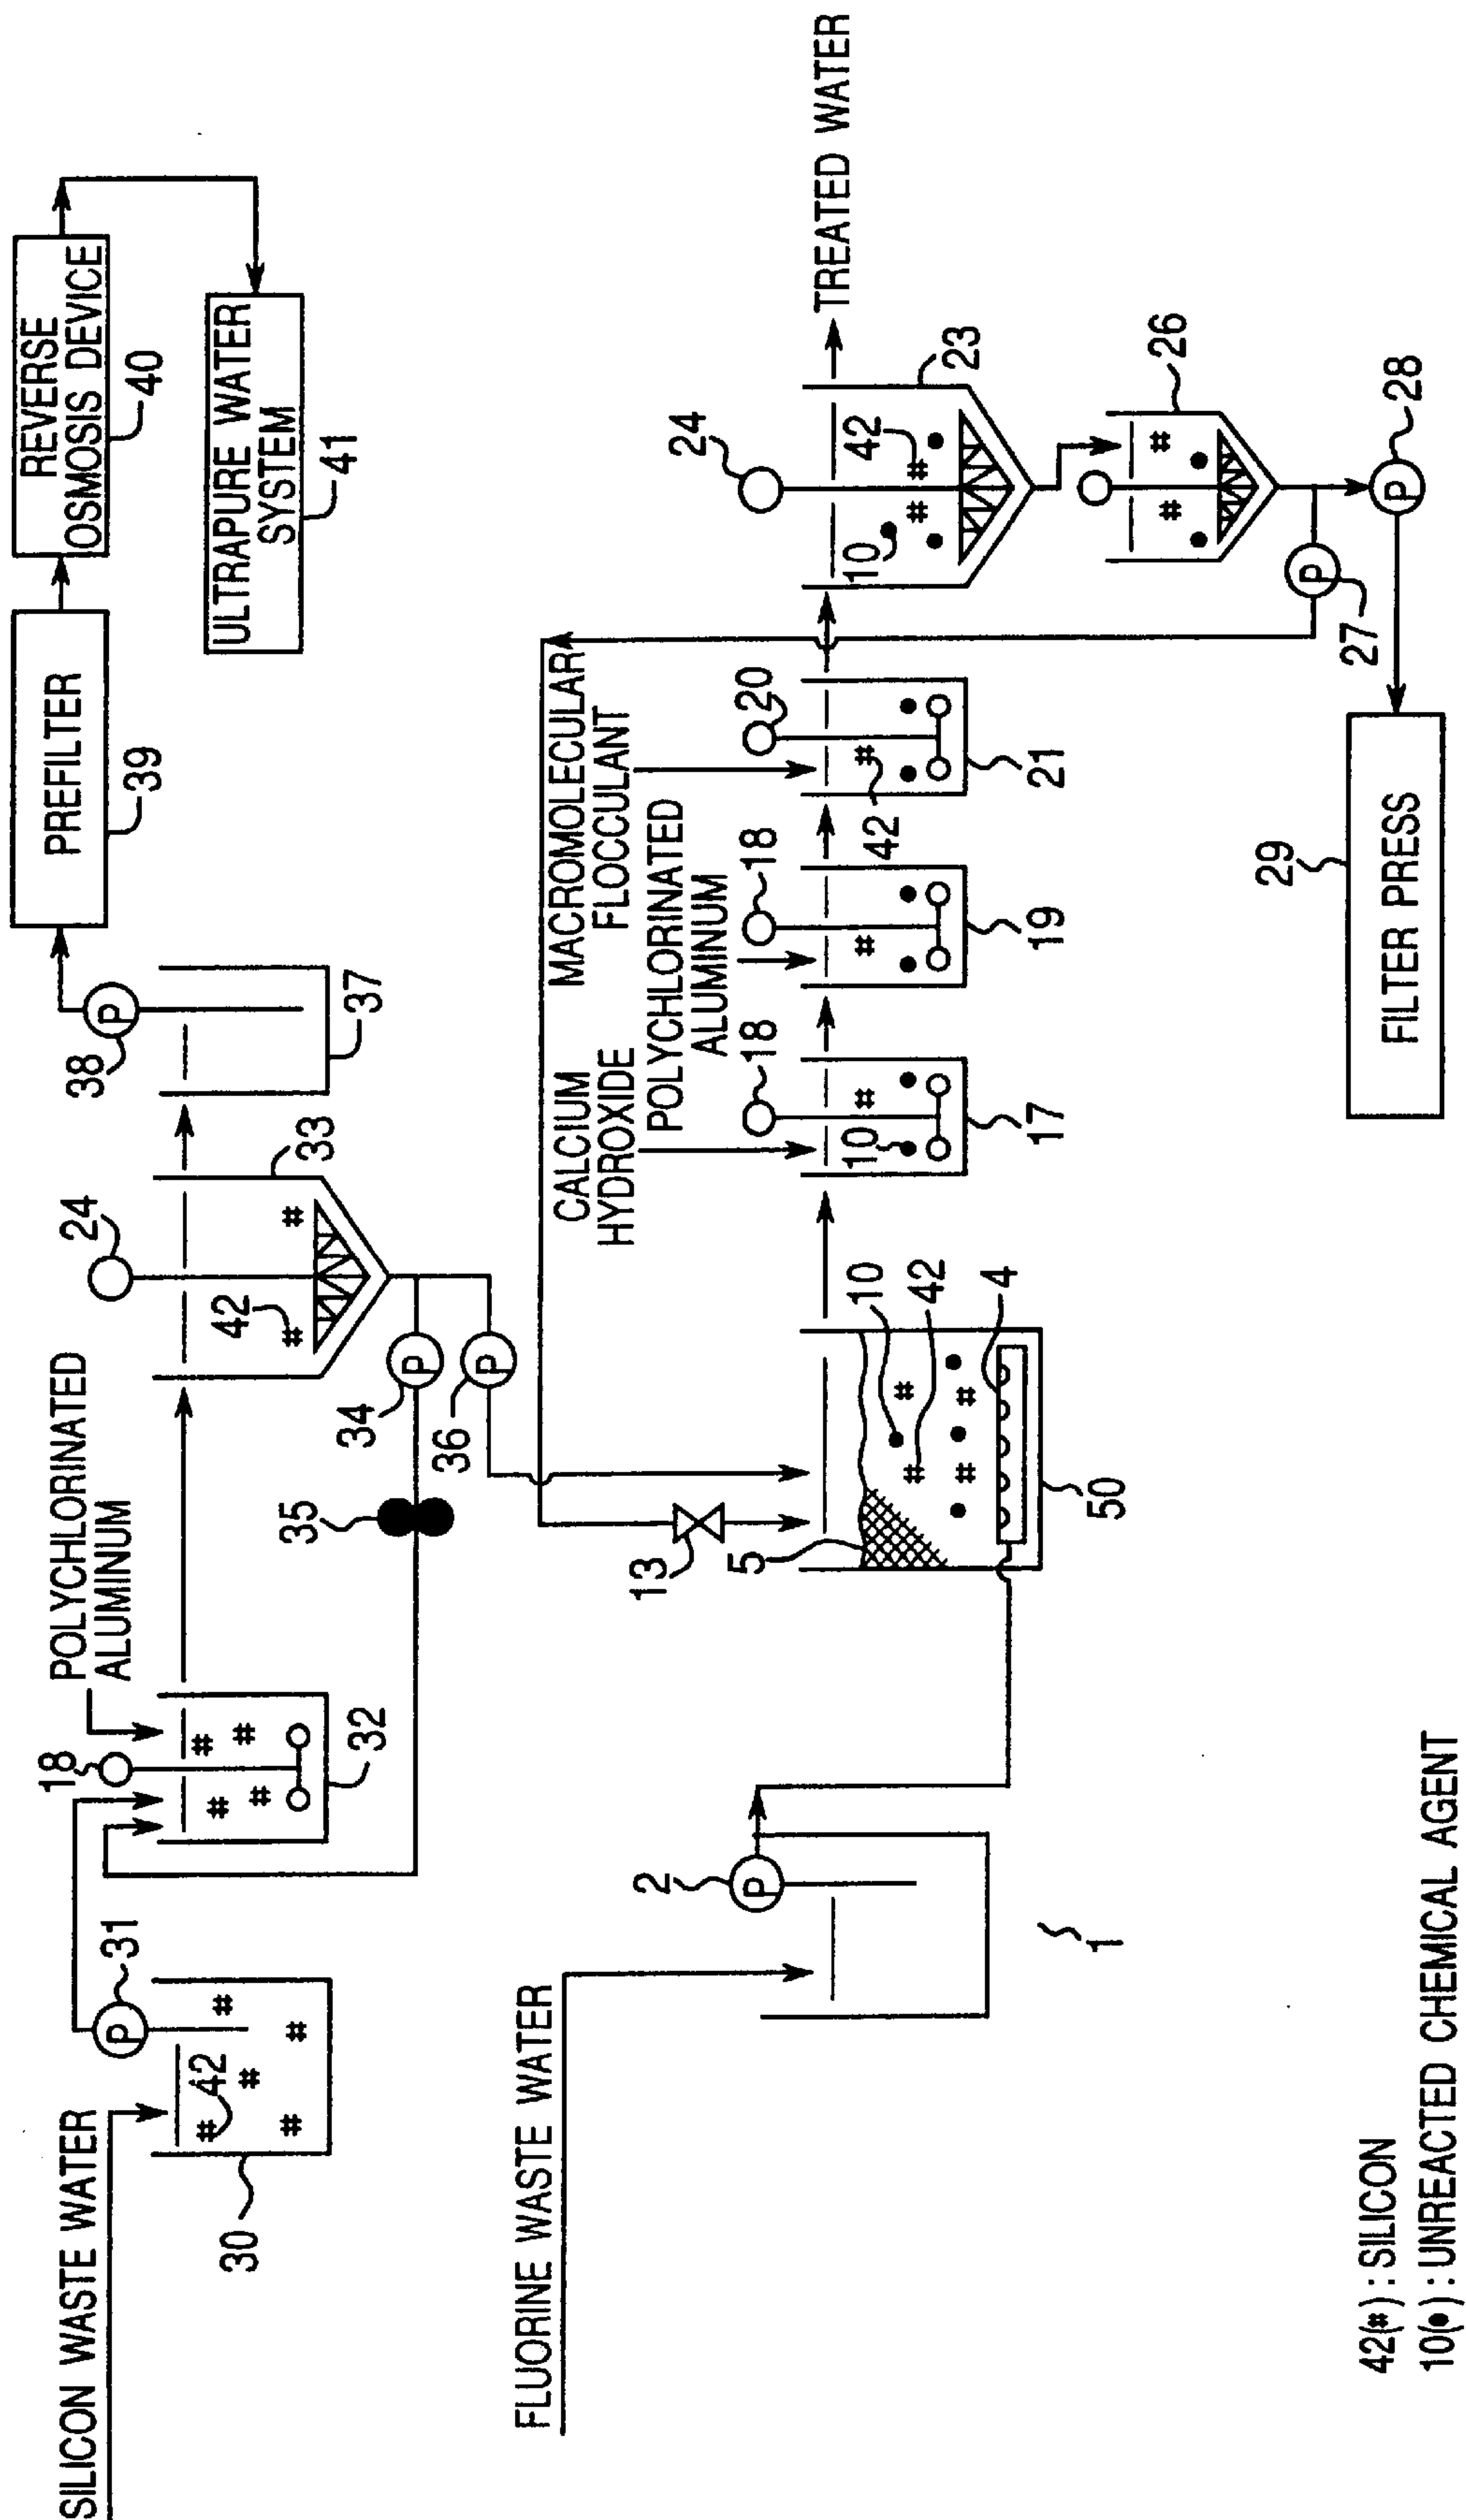 SILICON WASTE WATER
30
42
31
18
POLYCHLORINATED
ALUMINUM
32
35
34
36
24
42
33
38
P
P
P
P
37
PREFILTER
39
REVERSE
OSMOSIS DEVICE
40
ULTRAPURE WATER
SYSTEM
41
FLUORINE WASTE WATER
2
P
1
13
5
10
42
4
50
CALCIUM
HYDROXIDE
18
10
17
POLYCHLORINATED
ALUMINUM
18
19
MACROMOLECULAR
FLOCCULANT
20
42
21
24
10
42
23
TREATED WATER
26
P
27
P
28
29
FILTER PRESS
42(#) : SILICON
10(●) : UNREACTED CHEMICAL AGENT